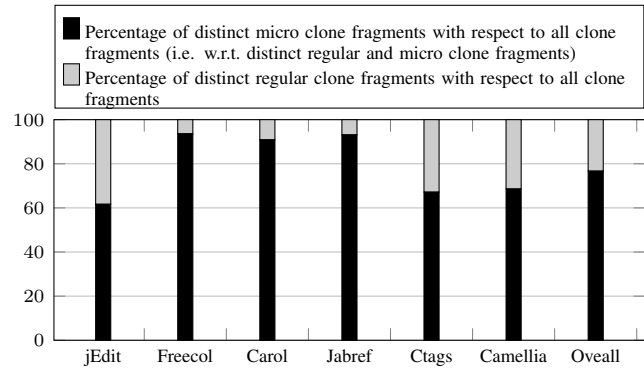 Percentage of distinct micro clone fragments with respect to all clone
fragments (i.e. w.r.t. distinct regular and micro clone fragments)
Percentage of distinct regular clone fragments with respect to all clone
fragments
100
80
60
40
20
0
jEdit Freecol Carol Jabref Ctags Camellia Oveall